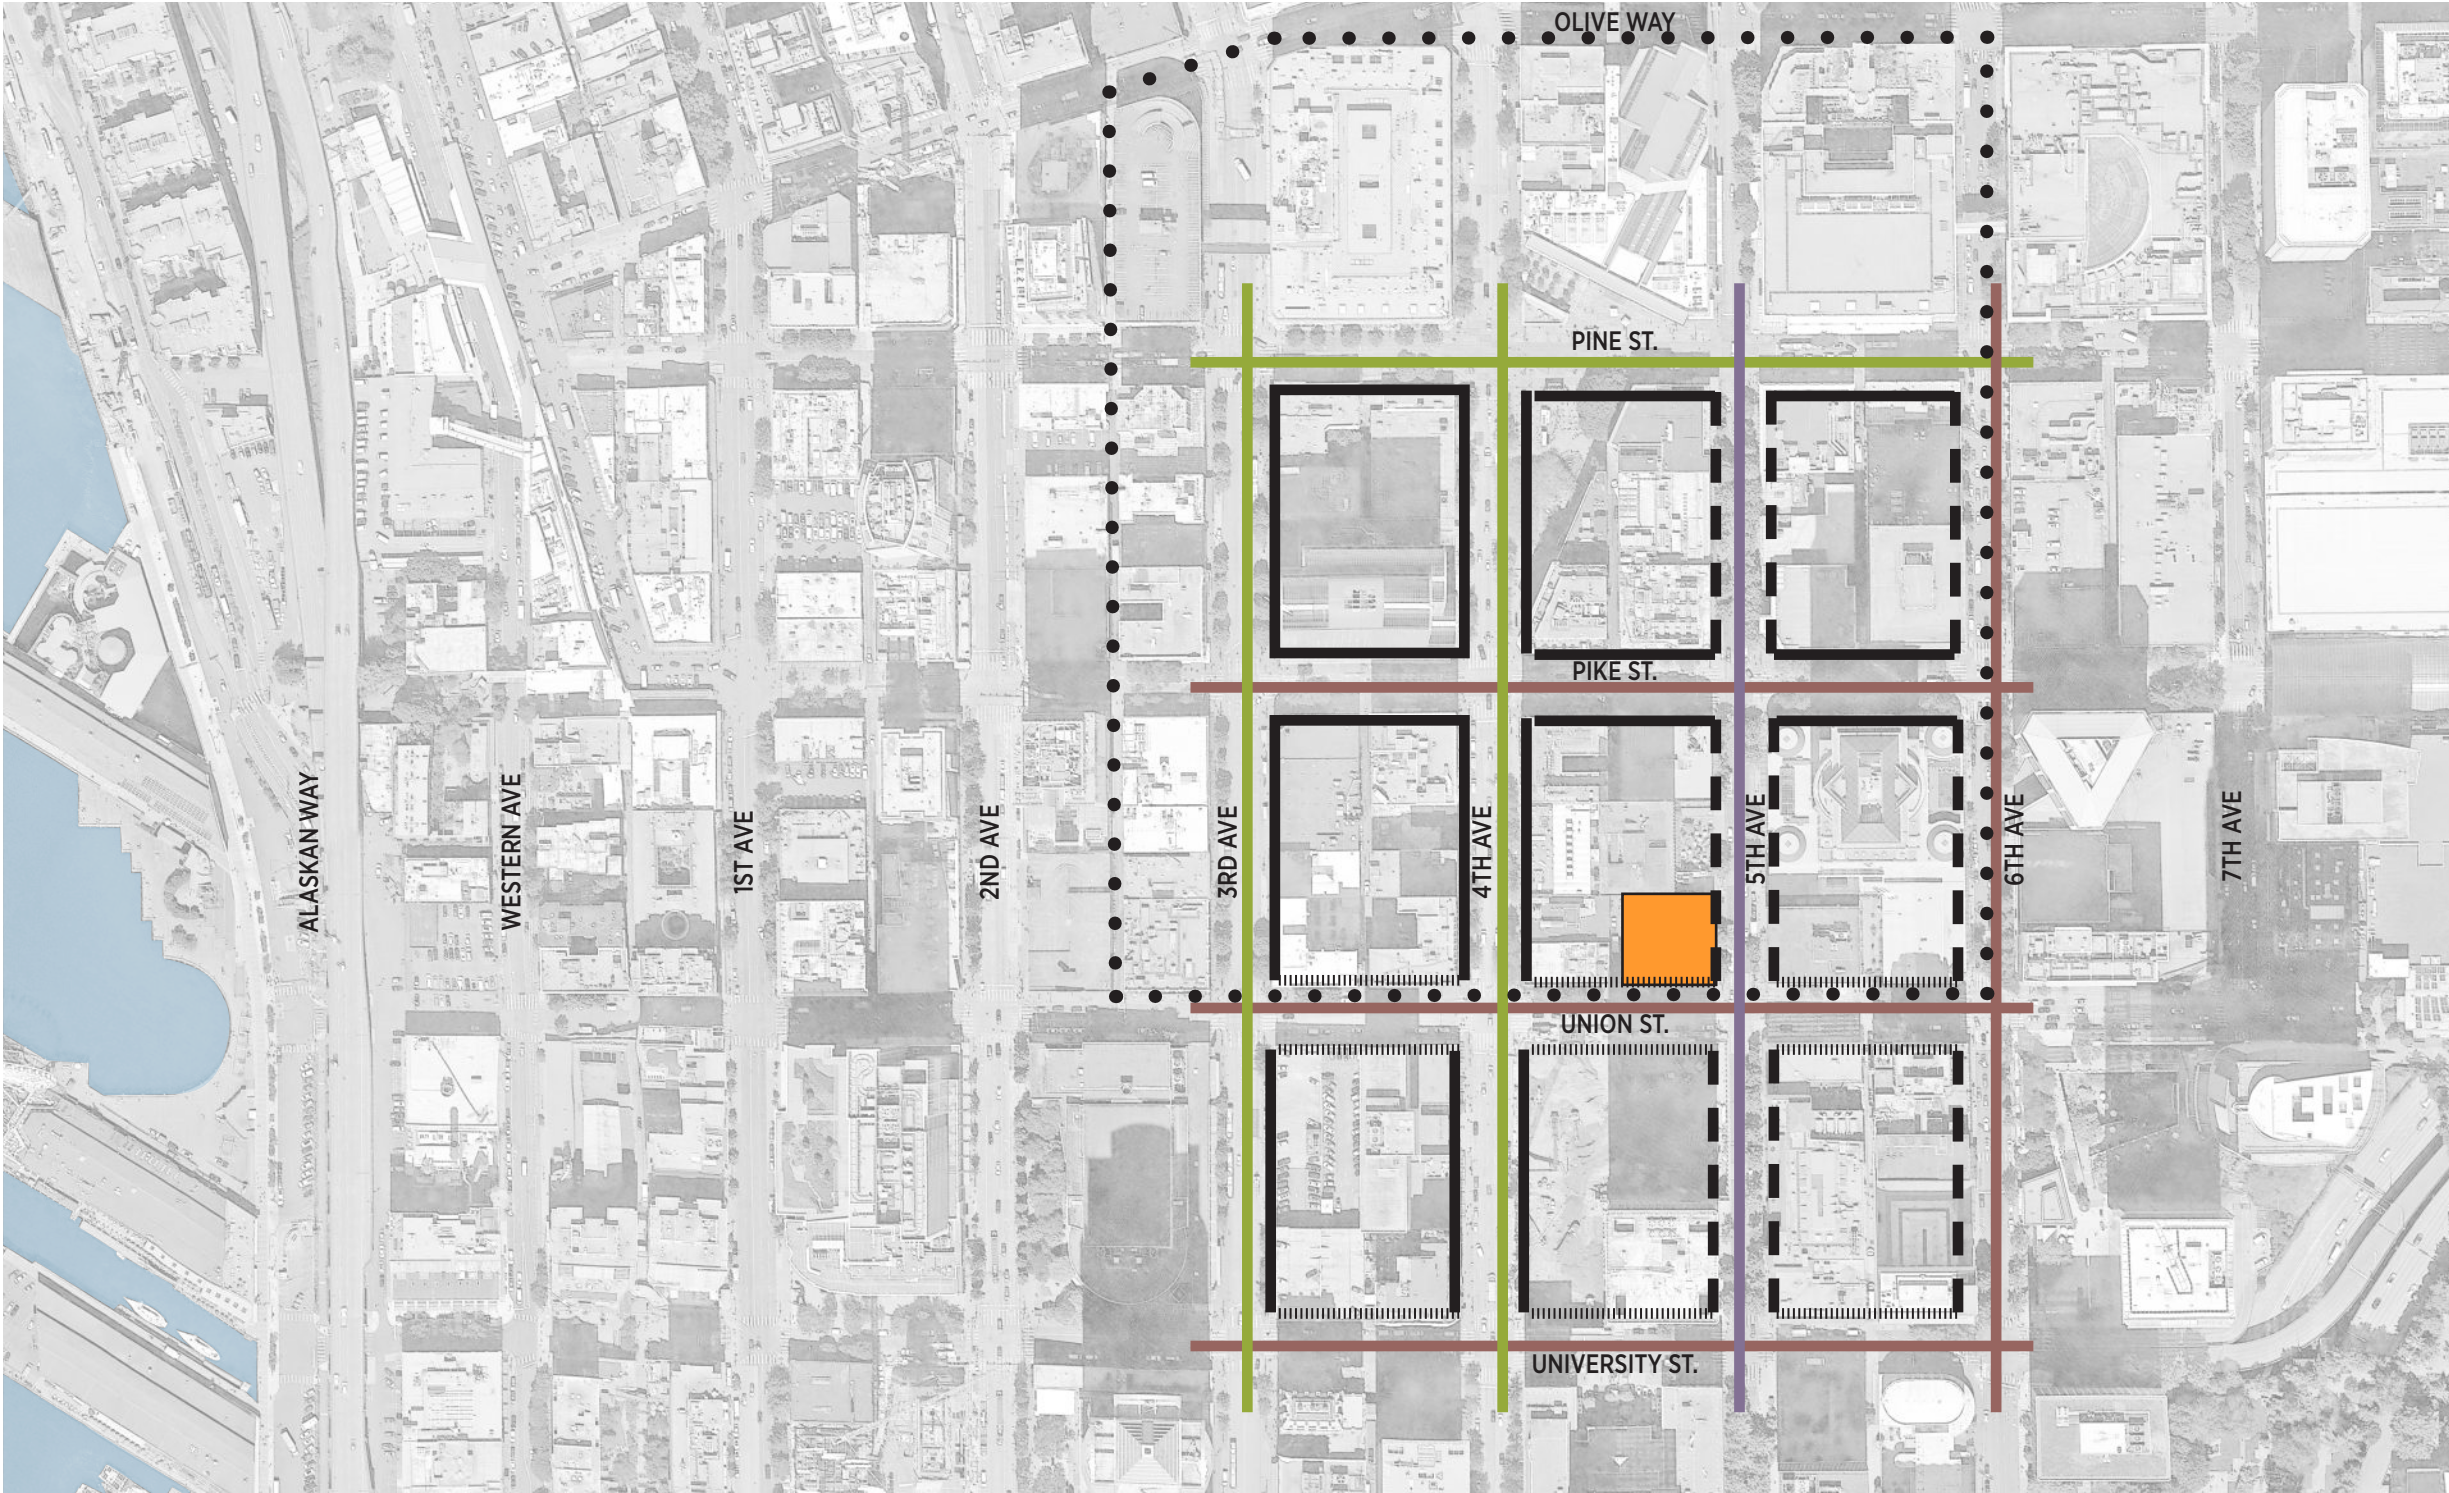 OLIVE WAY
PINE ST.
PIKE ST.
ALASKAN WAY
WESTERN AVE
1ST AVE
2ND AVE
3RD AVE
4TH AVE
5TH AVE
6TH AVE
7TH AVE
UNION ST.
UNIVERSITY ST.